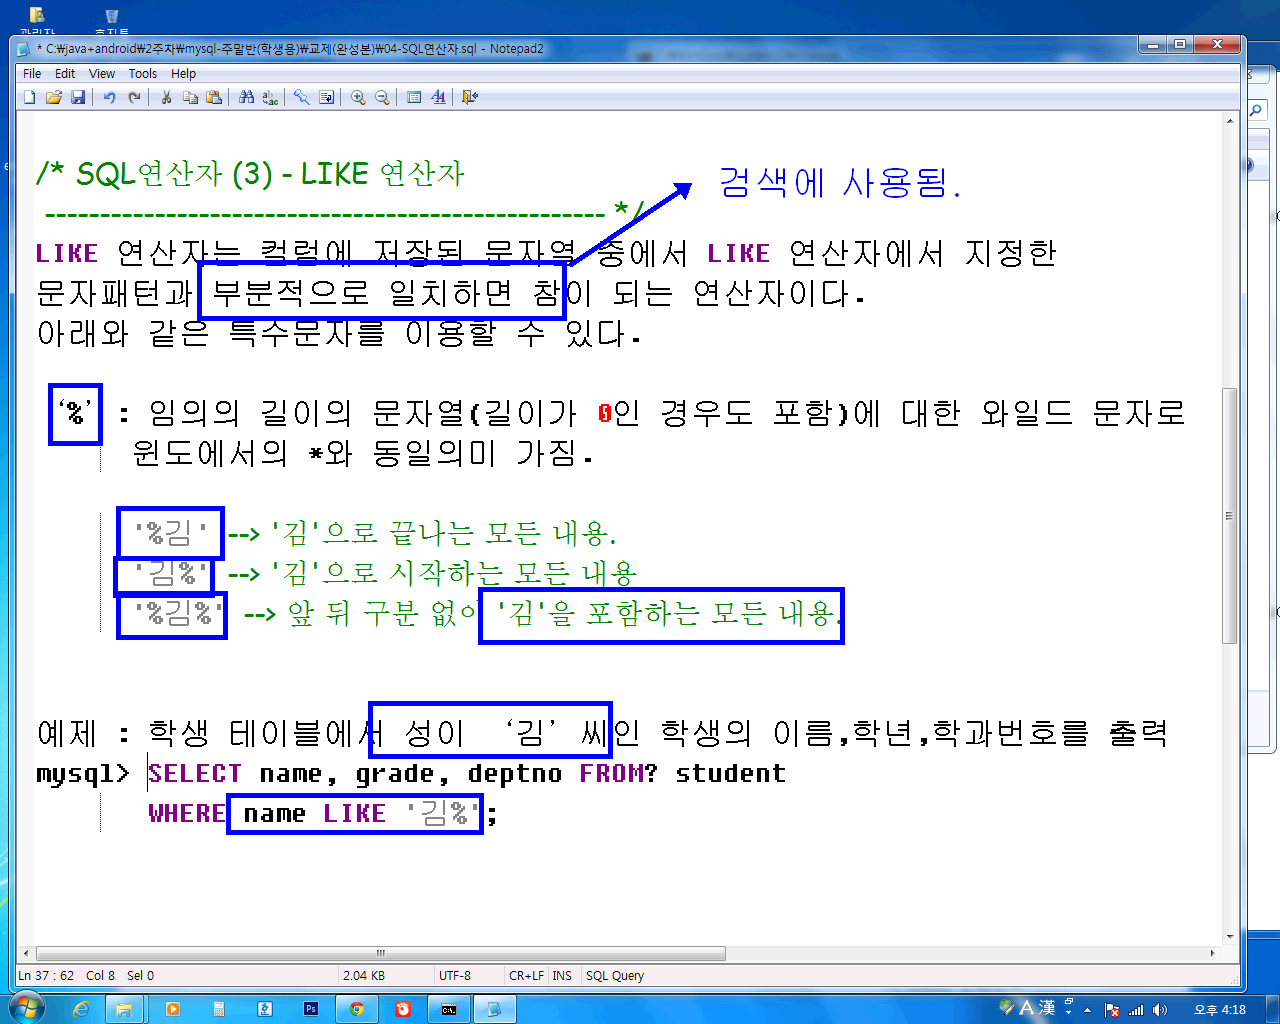 관리자
휴지통
* C:\java+android\2주차\mysql-주말반(학생용)\교제(완성본)\04-SQL연산자.sql - Notepad2
File Edit View Tools Help
/* SQL연산자 (3) - LIKE 연산자
검색에 사용됨.
--------------------------------------------------- */
LIKE 연산자는 컬럼에 저장된 문자열 중에서 LIKE 연산자에서 지정한
문자패턴과 부분적으로 일치하면 참이 되는 연산자이다.
아래와 같은 특수문자를 이용할 수 있다.
‘%’ : 임의의 길이의 문자열(길이가 0인 경우도 포함)에 대한 와일드 문자로
윈도에서의 *와 동일의미 가짐.
'%김' --> '김'으로 끝나는 모든 내용.
'김%' --> '김'으로 시작하는 모든 내용
'%김%' --> 앞 뒤 구분 없이 '김'을 포함하는 모든 내용.
예제 : 학생 테이블에서 성이 ‘김’ 씨인 학생의 이름,학년,학과번호를 출력
mysql> SELECT name, grade, deptno FROM? student
WHERE name LIKE '김%';
Ln 37 : 62 Col 8 Sel 0 2.04 KB UTF-8 CR+LF INS SQL Query
A 漢 오후 4:18